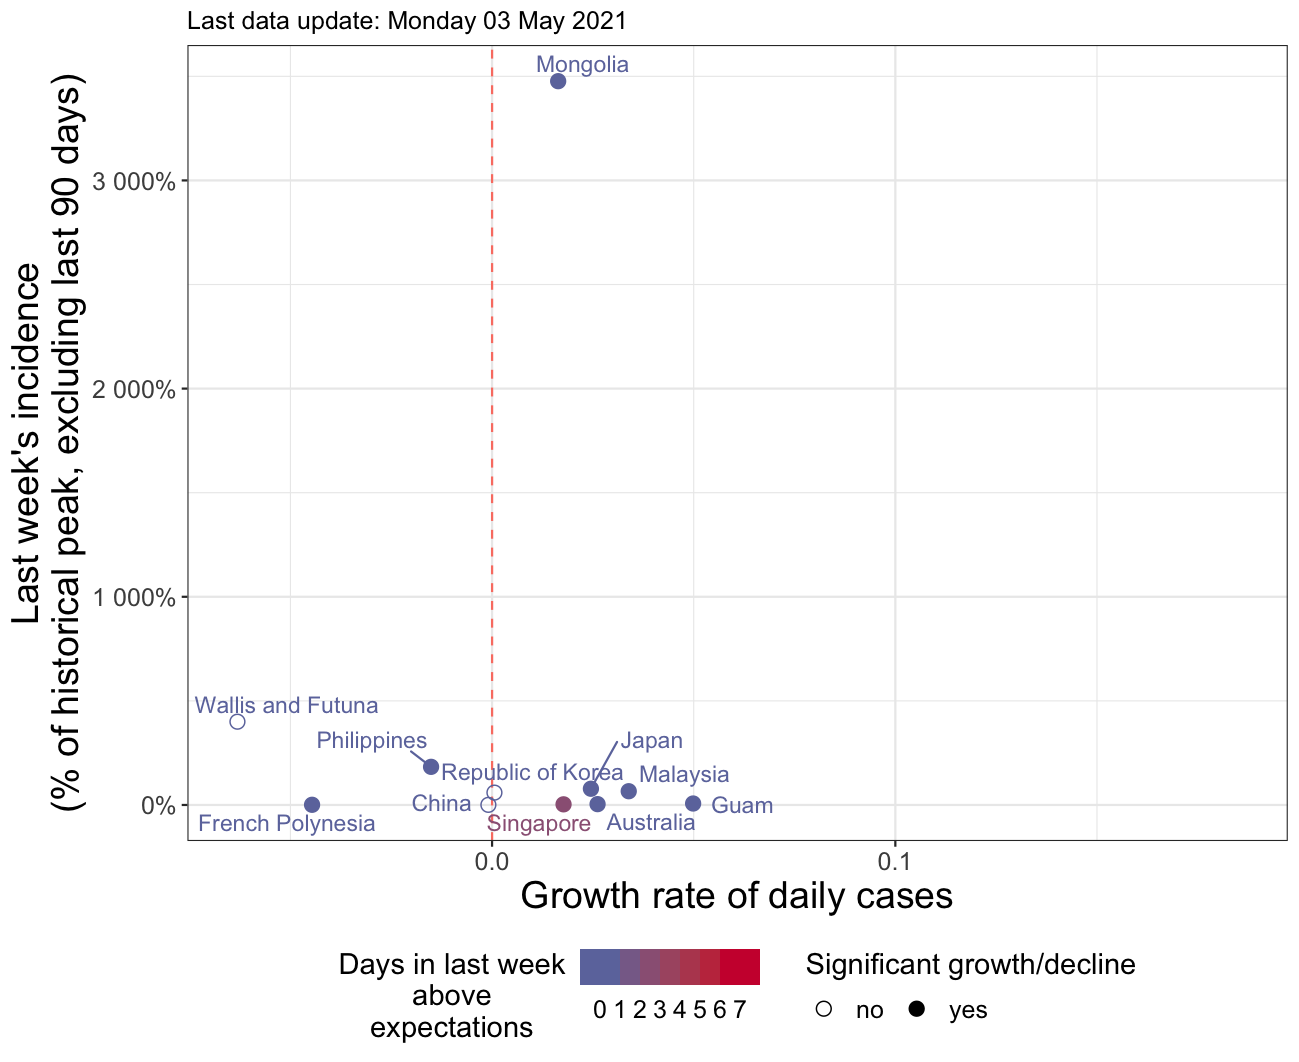 Last data update: Monday 03 May 2021
Last week's incidence
(% of historical peak, excluding last 90 days)
3 000%
2 000%
1 000%
0%
Mongolia
Wallis and Futuna
Philippines
Japan
Republic of Korea
Malaysia
China
Guam
French Polynesia
Singapore
Australia
0.0
0.1
Growth rate of daily cases
Days in last week
above
expectations
0 1 2 3 4 5 6 7
Significant growth/decline
no
yes